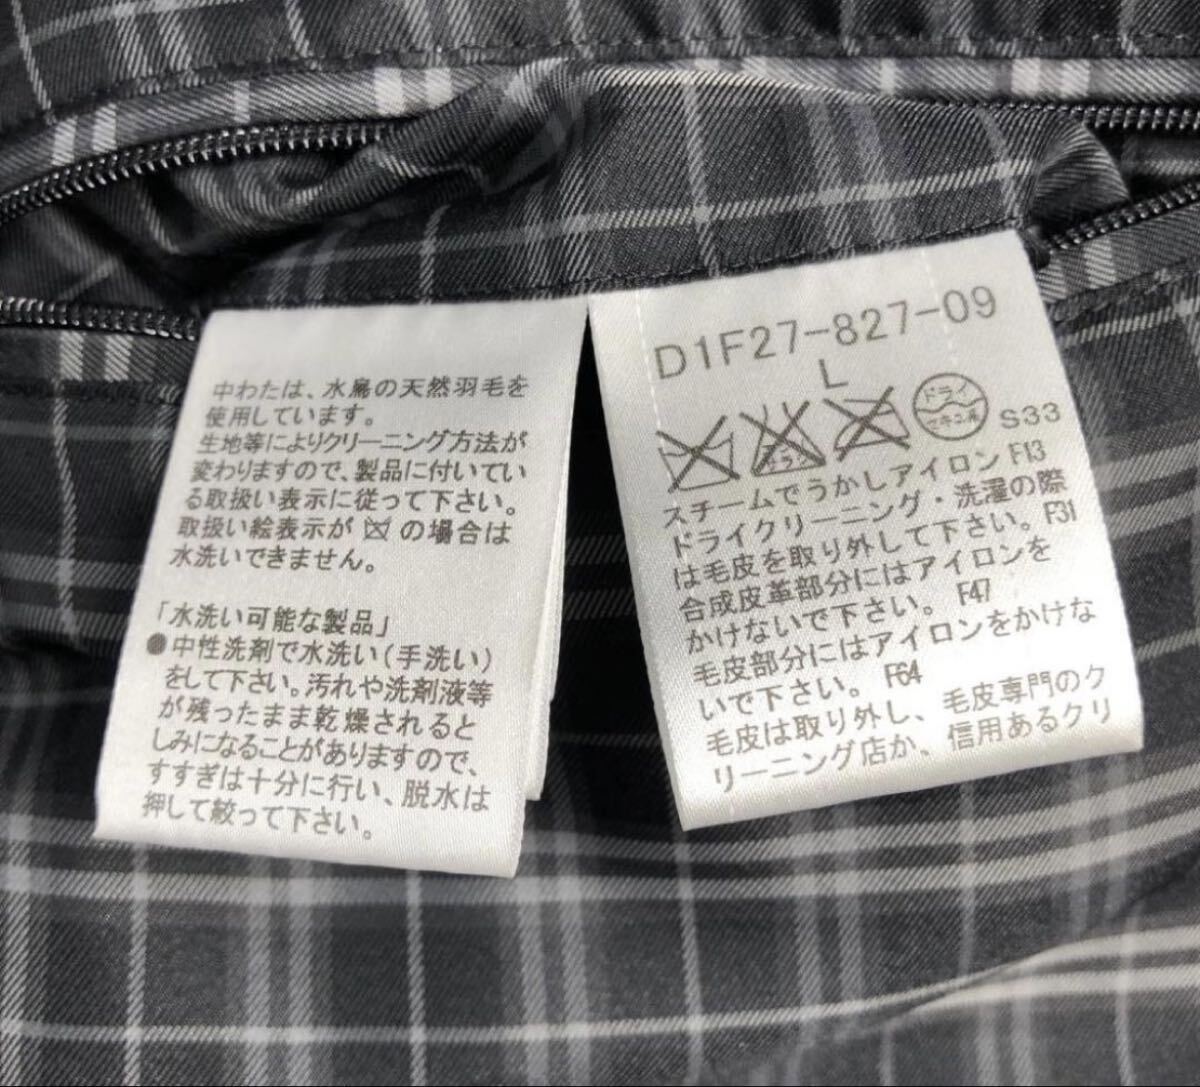 中わたは、水鳥の天然羽毛を
使用しています。
生地等によりクリーニング方法が
変わりますので、製品に付いてい
る取扱い表示に従って下さい。
取扱い絵表示が の場合は
水洗いできません。
「水洗い可能な製品」
●中性洗剤で水洗い(手洗い)
をして下さい。汚れや洗剤液等
が残ったまま乾燥されると
しみになることがありますので、
すすぎは十分に行い、脱水は
押して絞って下さい。
D1F27-827-09
L
ドライ
セキユ系
S33
スチームでうかしアイロン F13
ドライクリーニング・洗濯の際
は毛皮を取り外して下さい。F31
合成皮革部分にはアイロンを
かけないで下さい。 F47
毛皮部分にはアイロンをかけな
いで下さい。 F64
毛皮は取り外し、毛皮専門のク
リーニング店か、信用あるクリ